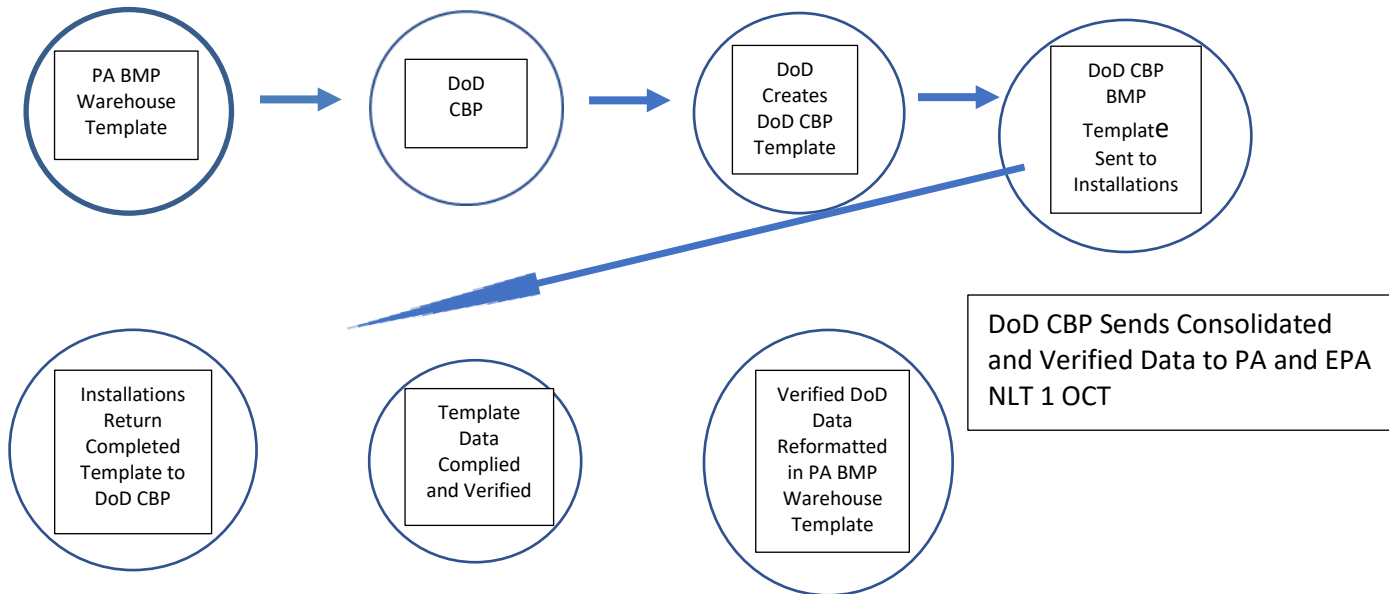 PA BMP
Warehouse
Template
DoD
CBP
DoD
Creates
DoD CBP
Template
DoD CBP
BMP
Template
Sent to
Installations
DoD CBP Sends Consolidated
and Verified Data to PA and EPA
NLT 1 OCT
Installations
Return
Completed
Template to
DoD CBP
Template
Data
Complied
and Verified
Verified DoD
Data
Reformatted
in PA BMP
Warehouse
Template